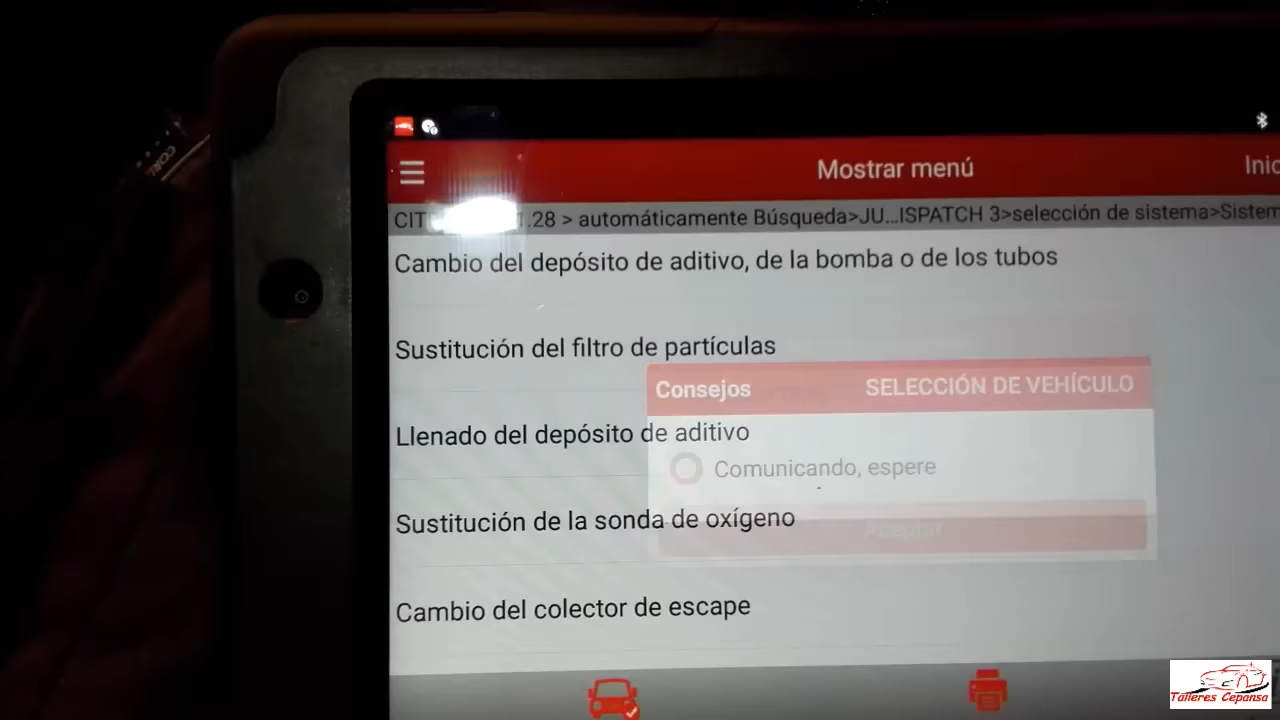 Mostrar menú
Inic
CIT 1.28 > automáticamente Búsqueda>JU...ISPATCH 3>selección de sistema>Sistem
Cambio del depósito de aditivo, de la bomba o de los tubos
Sustitución del filtro de partículas
Consejos SELECCIÓN DE VEHÍCULO
Llenado del depósito de aditivo
Comunicando, espere
Sustitución de la sonda de oxígeno
Aceptar
Cambio del colector de escape
Talleres Cepansa